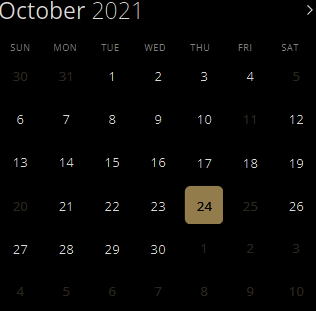 October 2021
SUN MON TUE WED THU FRI SAT
30 31 1 2 3 4 5
6 7 8 9 10 11 12
13 14 15 16 17 18 19
20 21 22 23 24 25 26
27 28 29 30 1 2 3
4 5 6 7 8 9 10